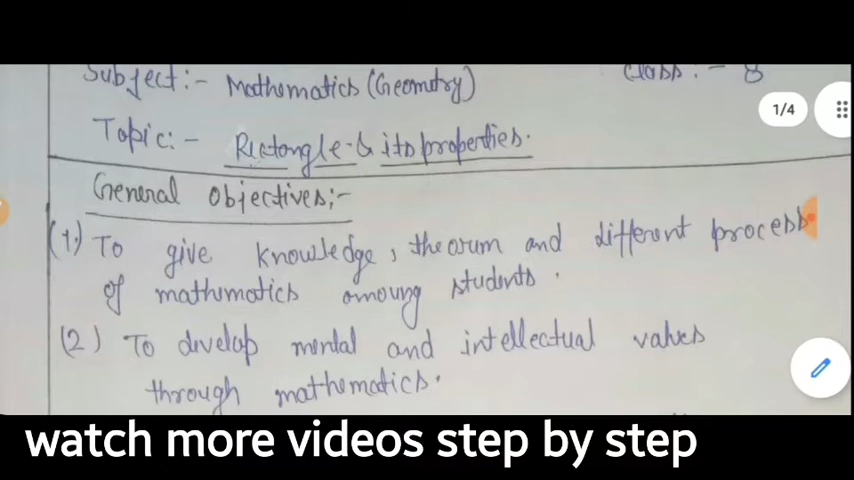 Subject:- Mathematics (Geometry) Class:- 8
1/4
Topic:- Rectangle & its properties.
General Objectives:-
(1.) To give knowledge, theorum and different process
of mathematics amoung students.
(2) To develop mental and intellectual values
through mathematics.
watch more videos step by step